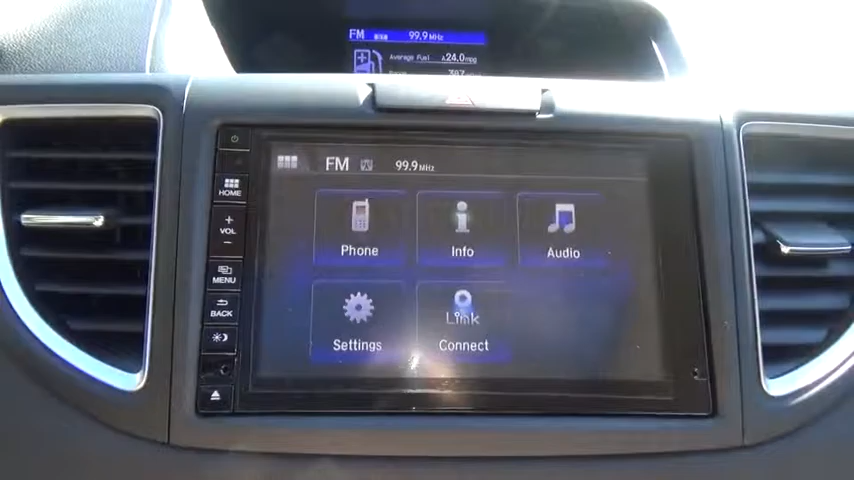 FM 99.9 MHz
Average Fuel A 24.0 mpg
FM 99.9 MHz
HOME
+
VOL
-
MENU
BACK
Phone
Info
Audio
Settings
Link
Connect